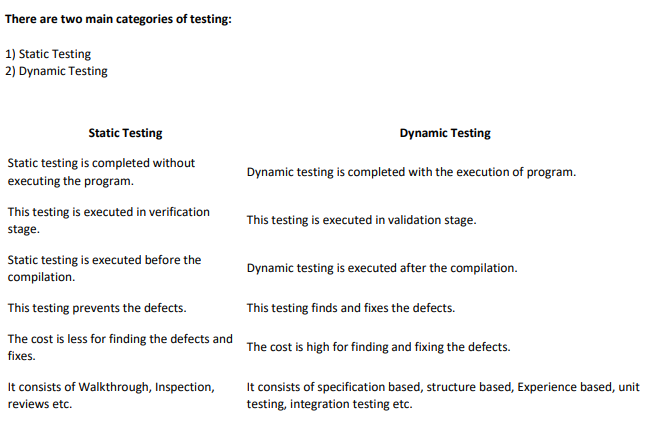 There are two main categories of testing:
1) Static Testing
2) Dynamic Testing
Static Testing
Dynamic Testing
Static testing is completed without
executing the program.
Dynamic testing is completed with the execution of program.
This testing is executed in verification
stage.
This testing is executed in validation stage.
Static testing is executed before the
compilation.
Dynamic testing is executed after the compilation.
This testing prevents the defects.
This testing finds and fixes the defects.
The cost is less for finding the defects and
fixes.
The cost is high for finding and fixing the defects.
It consists of Walkthrough, Inspection,
reviews etc.
It consists of specification based, structure based, Experience based, unit
testing, integration testing etc.